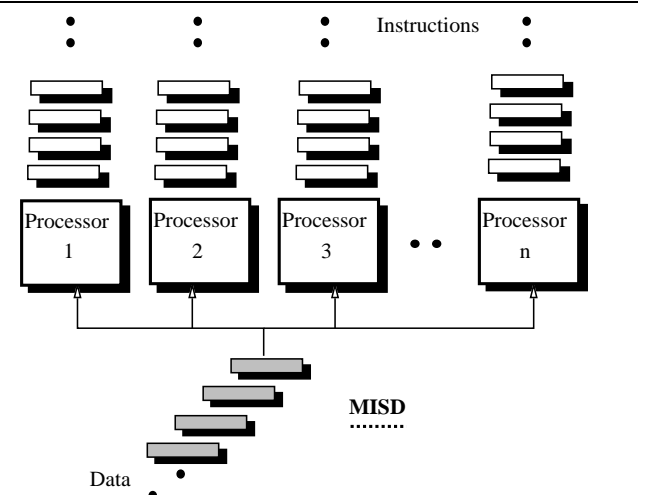 Instructions
Processor
1
Processor
2
Processor
3
Processor
n
MISD
Data